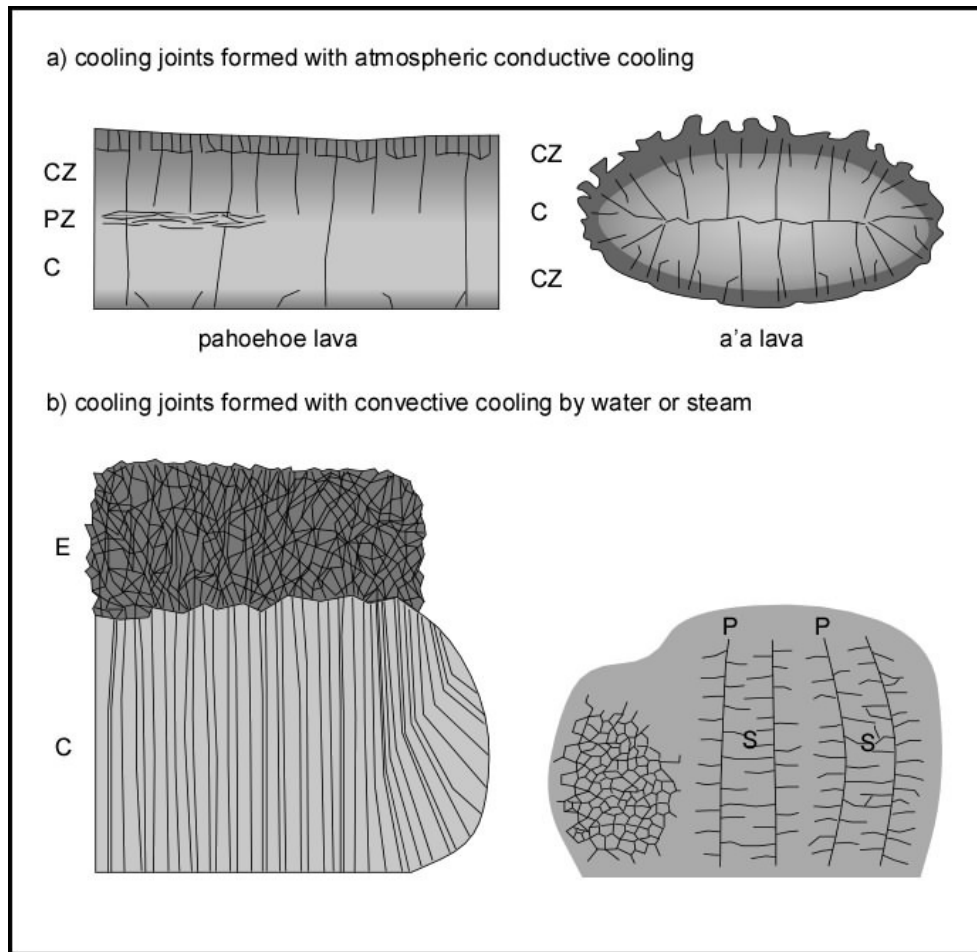 a) cooling joints formed with atmospheric conductive cooling
CZ
PZ
C
CZ
C
CZ
pahoehoe lava
a'a lava
b) cooling joints formed with convective cooling by water or steam
E
C
P P
S S